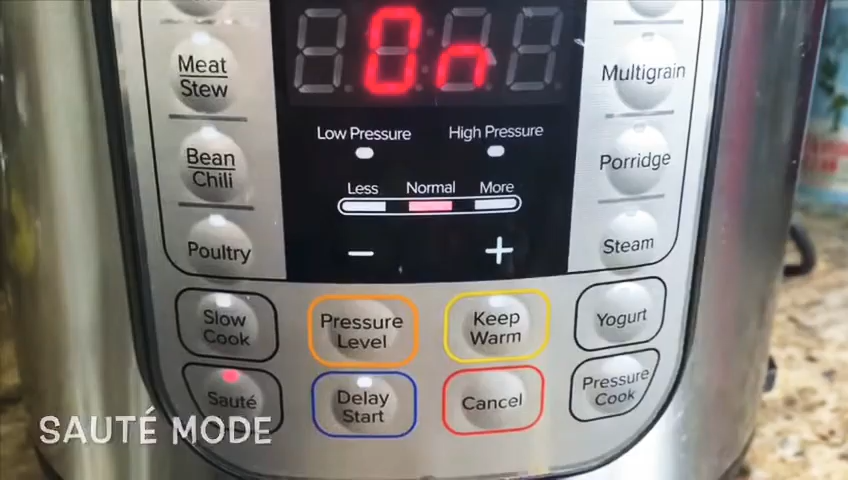 On
Meat
Stew
Bean
Chili
Poultry
Low Pressure
High Pressure
Less
Normal
More
−
+
Multigrain
Porridge
Steam
Slow
Cook
Pressure
Level
Keep
Warm
Yogurt
Sauté
Delay
Start
Cancel
Pressure
Cook
SAUTÉ MODE